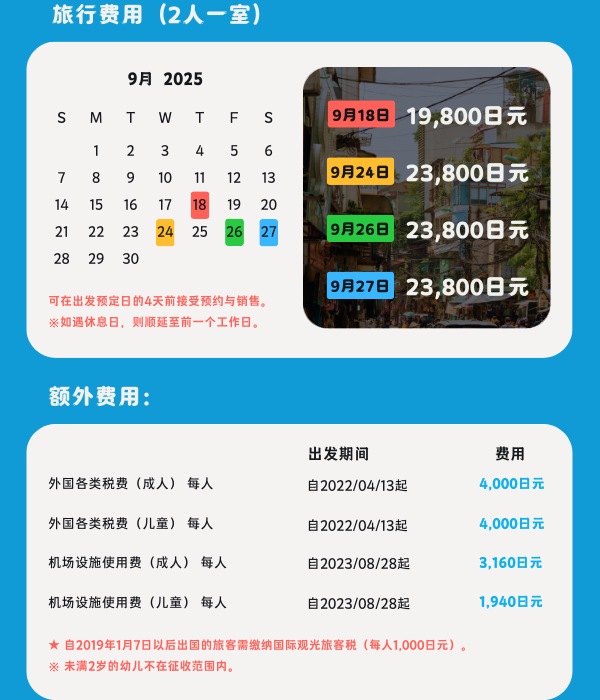 旅行费用（2人一室）
9月 2025
S M T W T F S
1 2 3 4 5 6
7 8 9 10 11 12 13
14 15 16 17 18 19 20
21 22 23 24 25 26 27
28 29 30
可在出发预定日的4天前接受预约与销售。
※如遇休息日，则顺延至前一个工作日。
9月18日 19,800日元
9月24日 23,800日元
9月26日 23,800日元
9月27日 23,800日元
额外费用:
出发期间 费用
外国各类税费（成人） 每人 自2022/04/13起 4,000日元
外国各类税费（儿童） 每人 自2022/04/13起 4,000日元
机场设施使用费（成人） 每人 自2023/08/28起 3,160日元
机场设施使用费（儿童） 每人 自2023/08/28起 1,940日元
★ 自2019年1月7日以后出国的旅客需缴纳国际观光旅客税（每人1,000日元）。
※ 未满2岁的幼儿不在征收范围内。